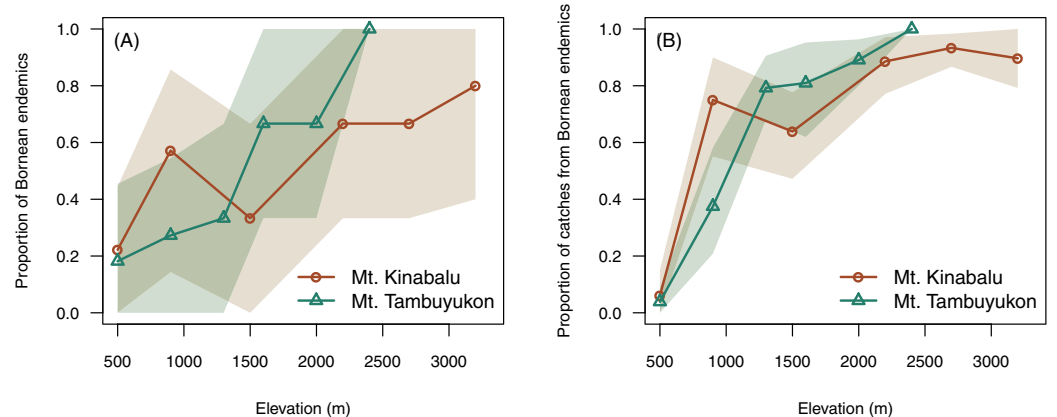 (A)
Proportion of Bornean endemics
1.0
0.8
0.6
0.4
0.2
0.0
Mt. Kinabalu
Mt. Tambuyukon
500 1000 1500 2000 2500 3000
Elevation (m)
(B)
Proportion of catches from Bornean endemics
1.0
0.8
0.6
0.4
0.2
0.0
Mt. Kinabalu
Mt. Tambuyukon
500 1000 1500 2000 2500 3000
Elevation (m)